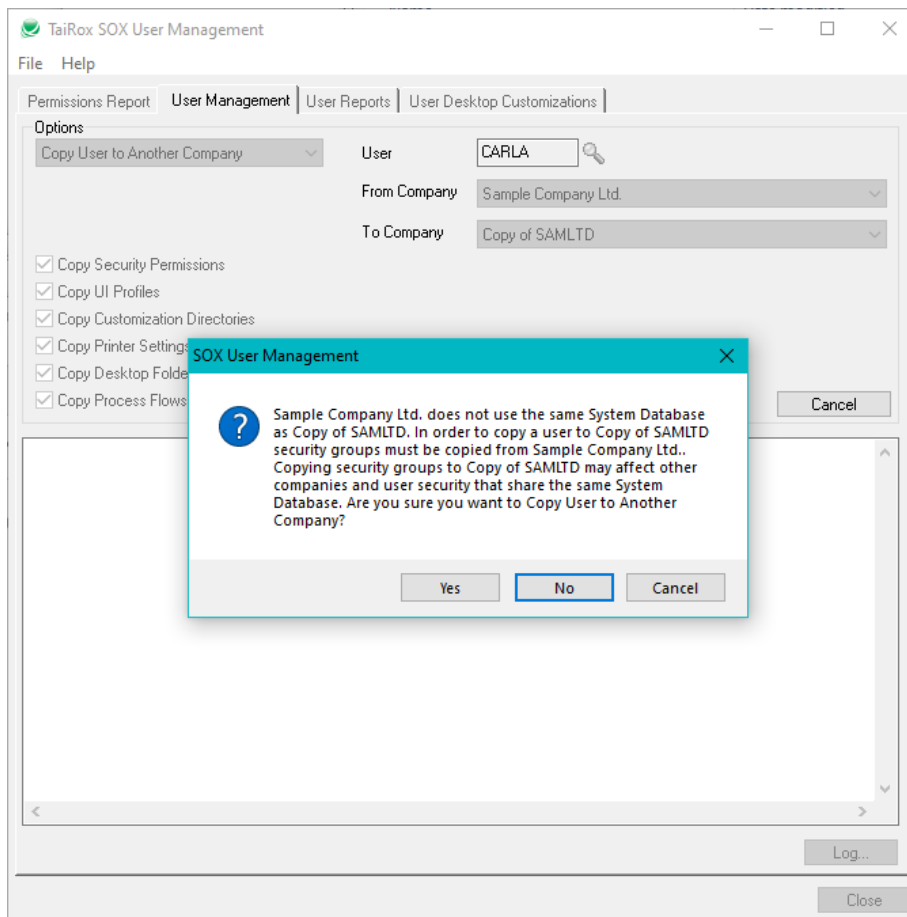 TaiRox SOX User Management
File Help
Permissions Report User Management User Reports User Desktop Customizations
Options
Copy User to Another Company User CARLA
From Company Sample Company Ltd.
To Company Copy of SAMLTD
Copy Security Permissions
Copy UI Profiles
Copy Customization Directories
Copy Printer Settings
Copy Desktop Folde
Copy Process Flows
Cancel
SOX User Management
Sample Company Ltd. does not use the same System Database
as Copy of SAMLTD. In order to copy a user to Copy of SAMLTD
security groups must be copied from Sample Company Ltd..
Copying security groups to Copy of SAMLTD may affect other
companies and user security that share the same System
Database. Are you sure you want to Copy User to Another
Company?
Yes No Cancel
Log...
Close